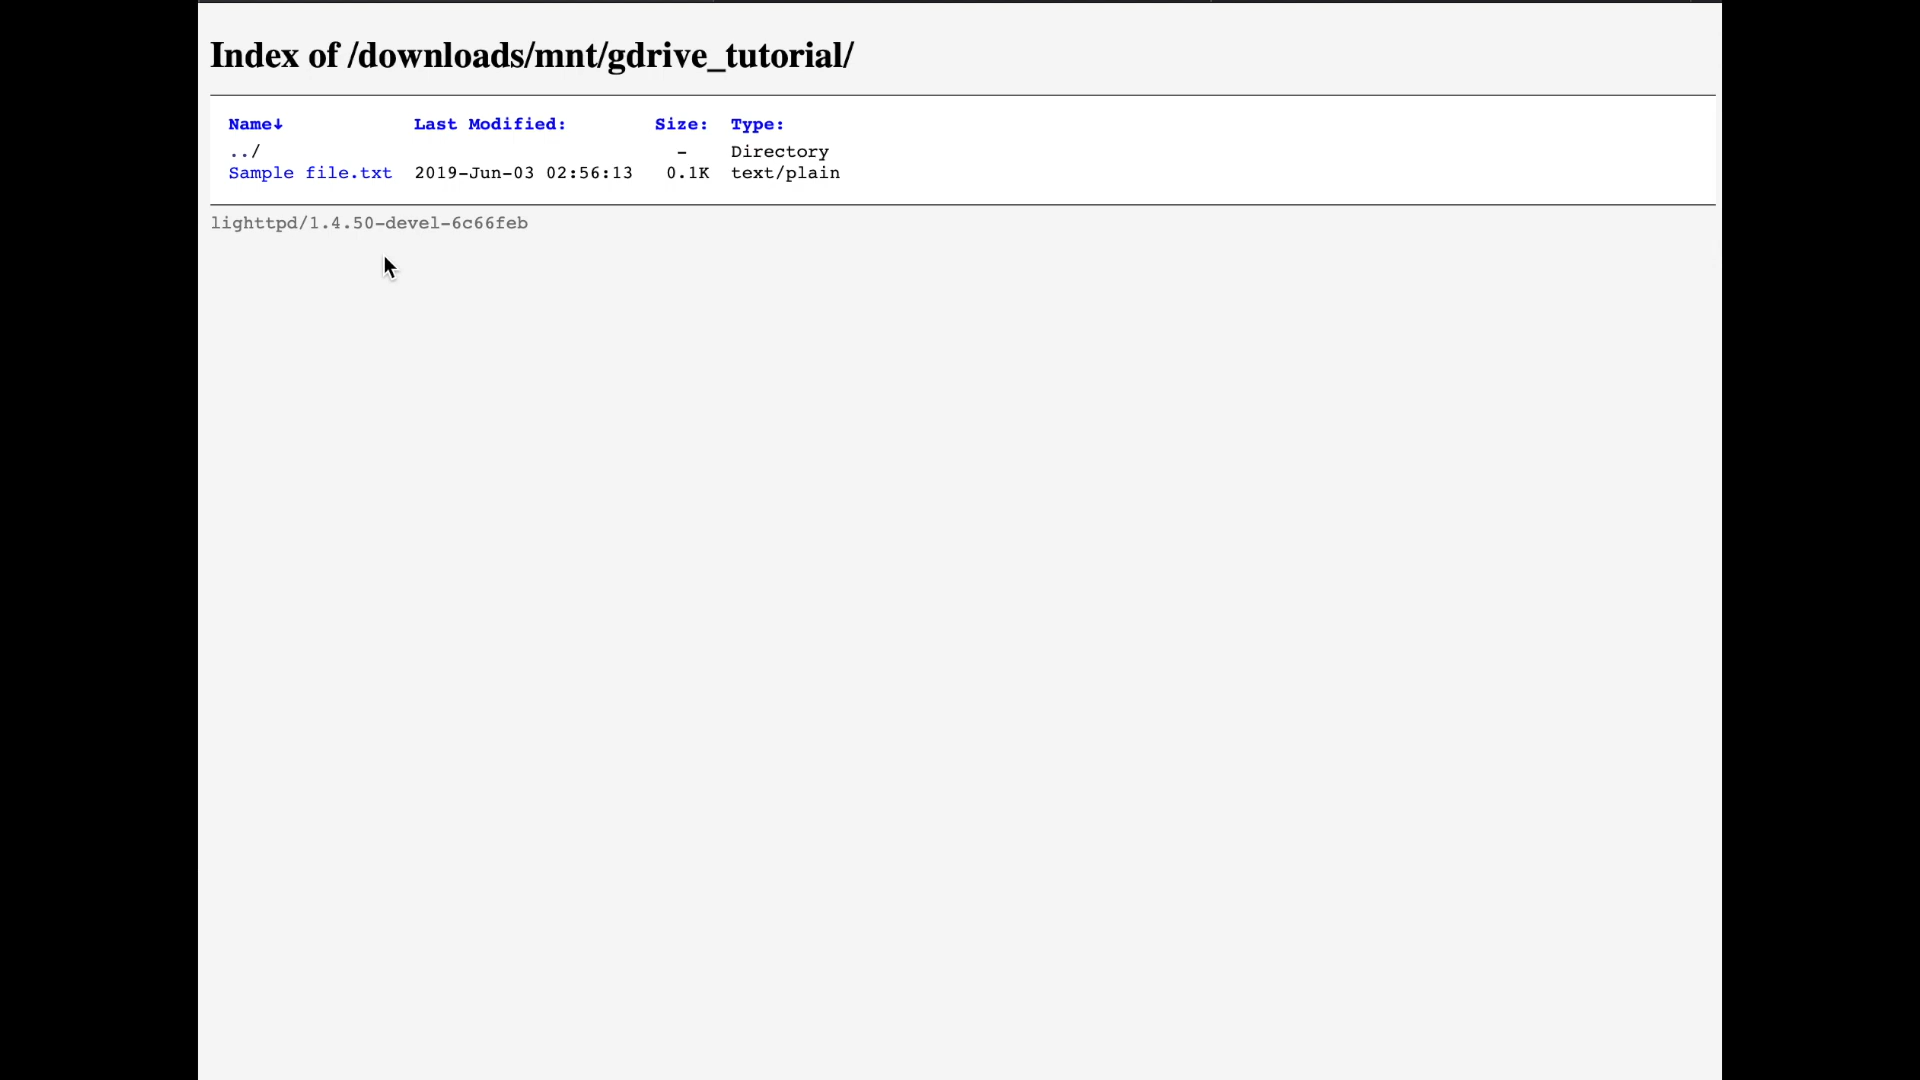 Index of /downloads/mnt/gdrive_tutorial/
Name↓ Last Modified: Size: Type:
../ - Directory
Sample file.txt 2019-Jun-03 02:56:13 0.1K text/plain
lighttpd/1.4.50-devel-6c66feb